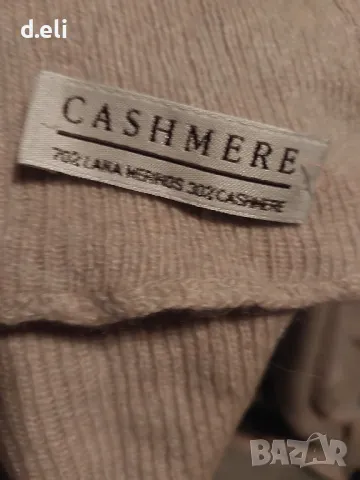 d.eli
CASHMERE
70% LANA MERINOS 30% CASHMERE
BAZAR